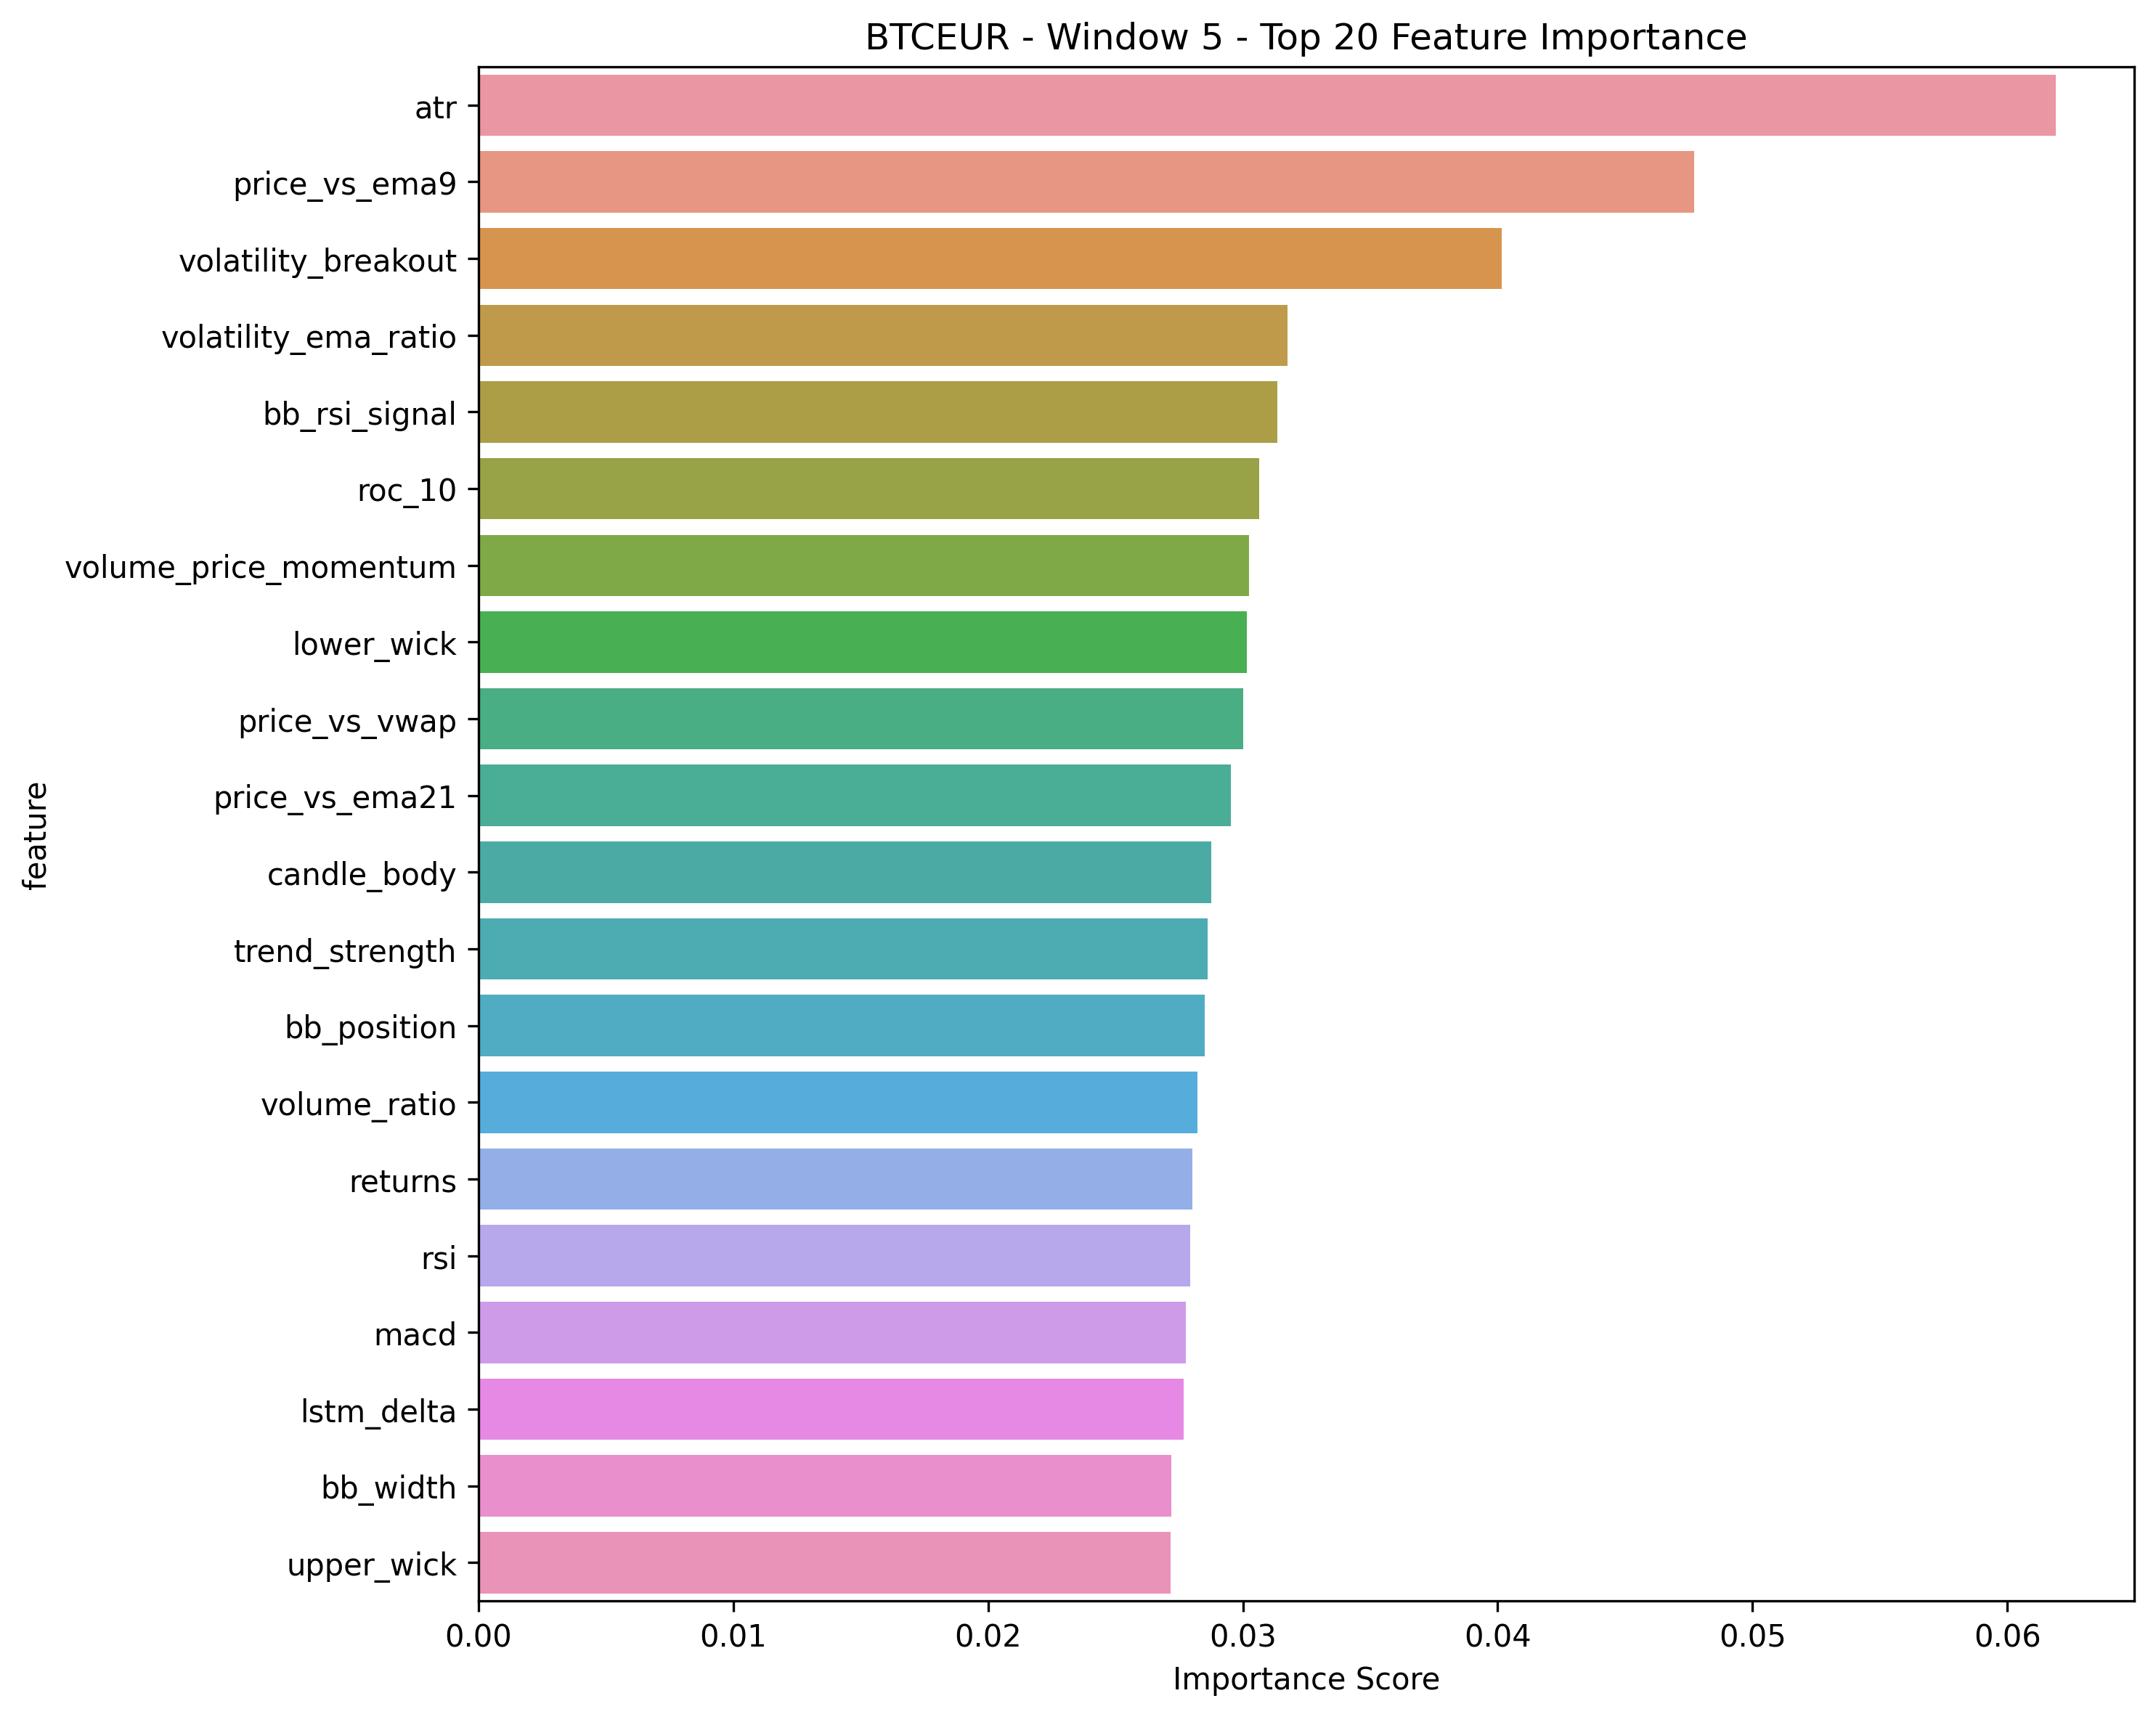 BTCEUR - Window 5 - Top 20 Feature Importance
feature
atr
price_vs_ema9
volatility_breakout
volatility_ema_ratio
bb_rsi_signal
roc_10
volume_price_momentum
lower_wick
price_vs_vwap
price_vs_ema21
candle_body
trend_strength
bb_position
volume_ratio
returns
rsi
macd
lstm_delta
bb_width
upper_wick
0.00 0.01 0.02 0.03 0.04 0.05 0.06
Importance Score